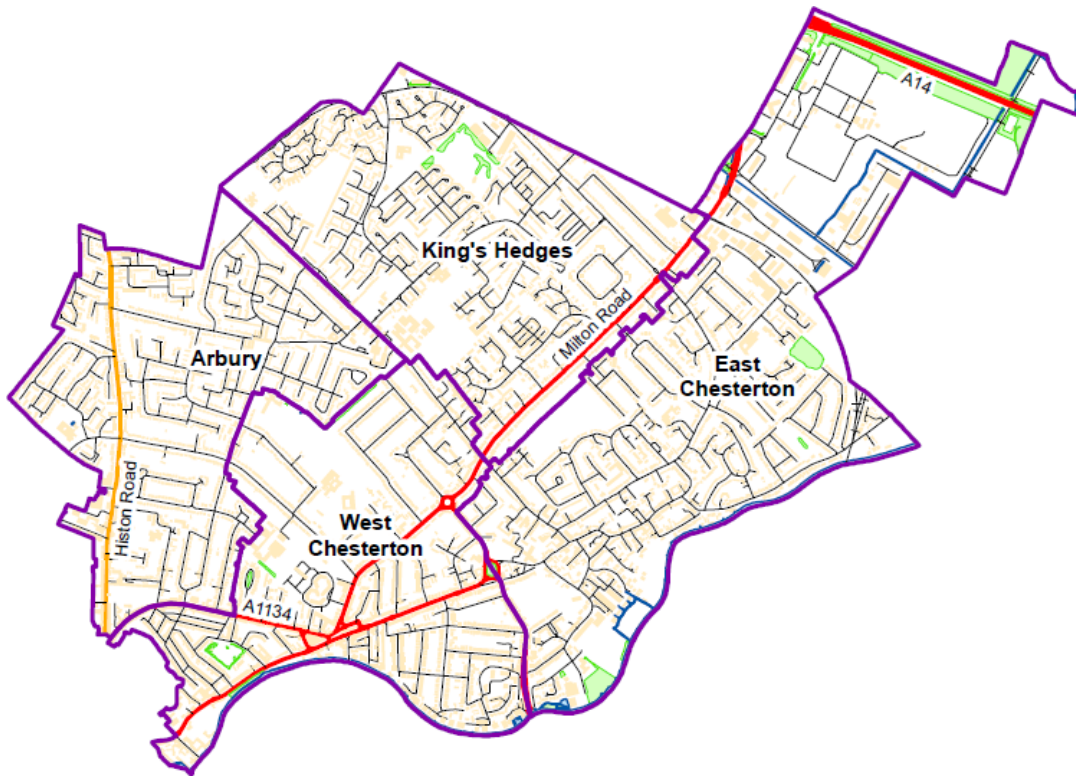 A14
King's Hedges
Milton Road
Arbury
East
Chesterton
Histon Road
West
Chesterton
A1134